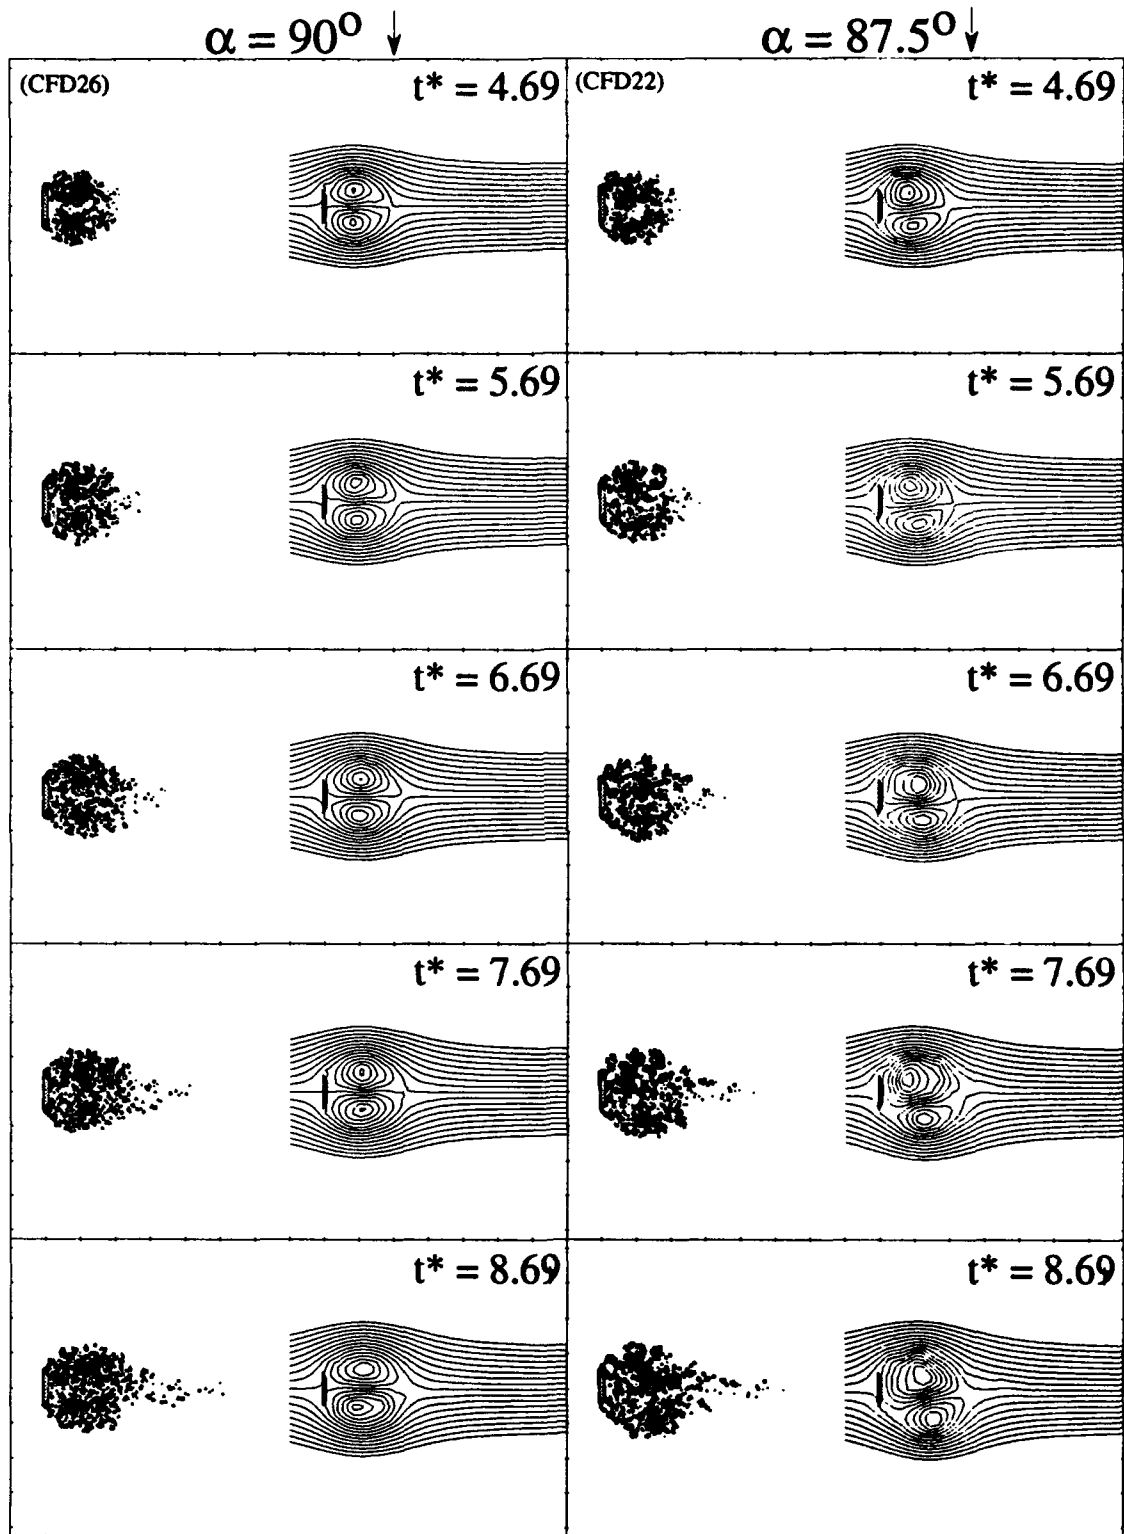 α = 90° ↓
α = 87.5° ↓
(CFD26)
t* = 4.69
(CFD22)
t* = 4.69
t* = 5.69
t* = 5.69
t* = 6.69
t* = 6.69
t* = 7.69
t* = 7.69
t* = 8.69
t* = 8.69